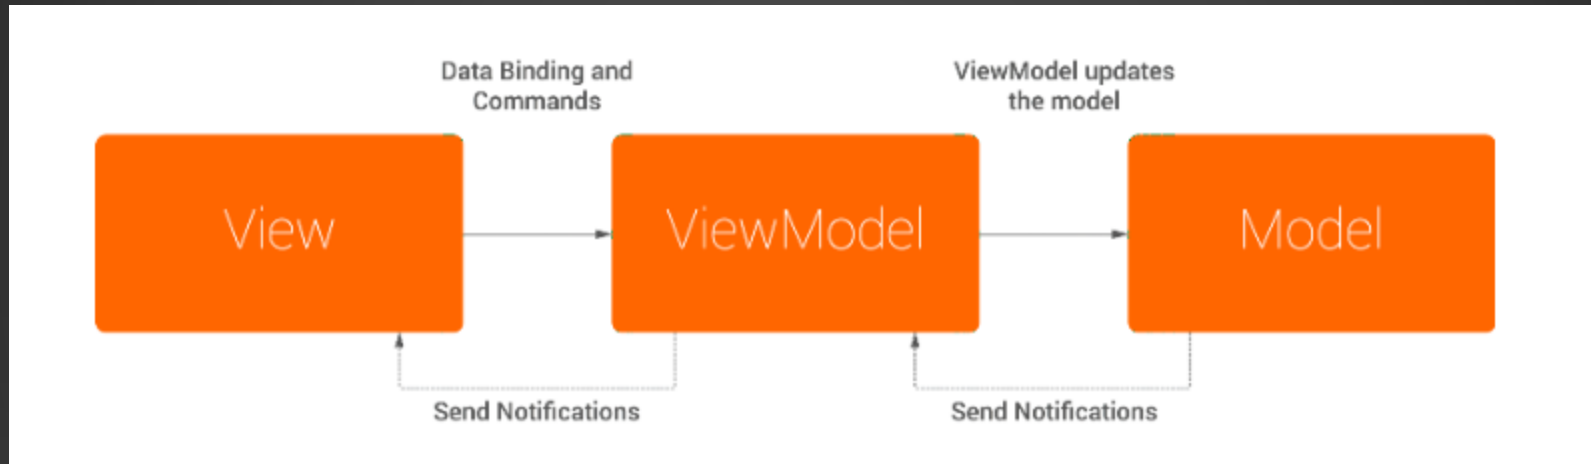 Data Binding and
Commands
ViewModel updates
the model
View
ViewModel
Model
Send Notifications
Send Notifications